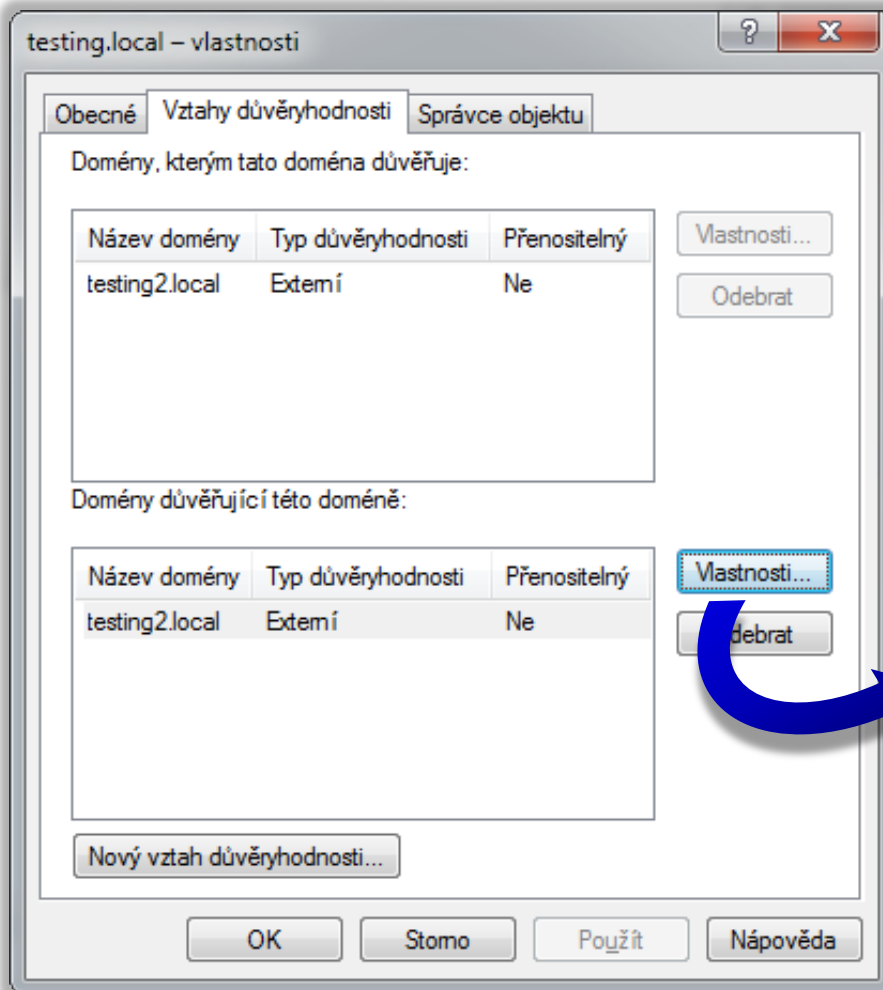 testing.local – vlastnosti
Obecné Vztahy důvěryhodnosti Správce objektu
Domény, kterým tato doména důvěřuje:
Název domény Typ důvěryhodnosti Přenositelný
testing2.local Externí Ne
Vlastnosti...
Odebrat
Domény důvěřující této doméně:
Název domény Typ důvěryhodnosti Přenositelný
testing2.local Externí Ne
Vlastnosti...
debrat
Nový vztah důvěryhodnosti...
OK Storno Použít Nápověda